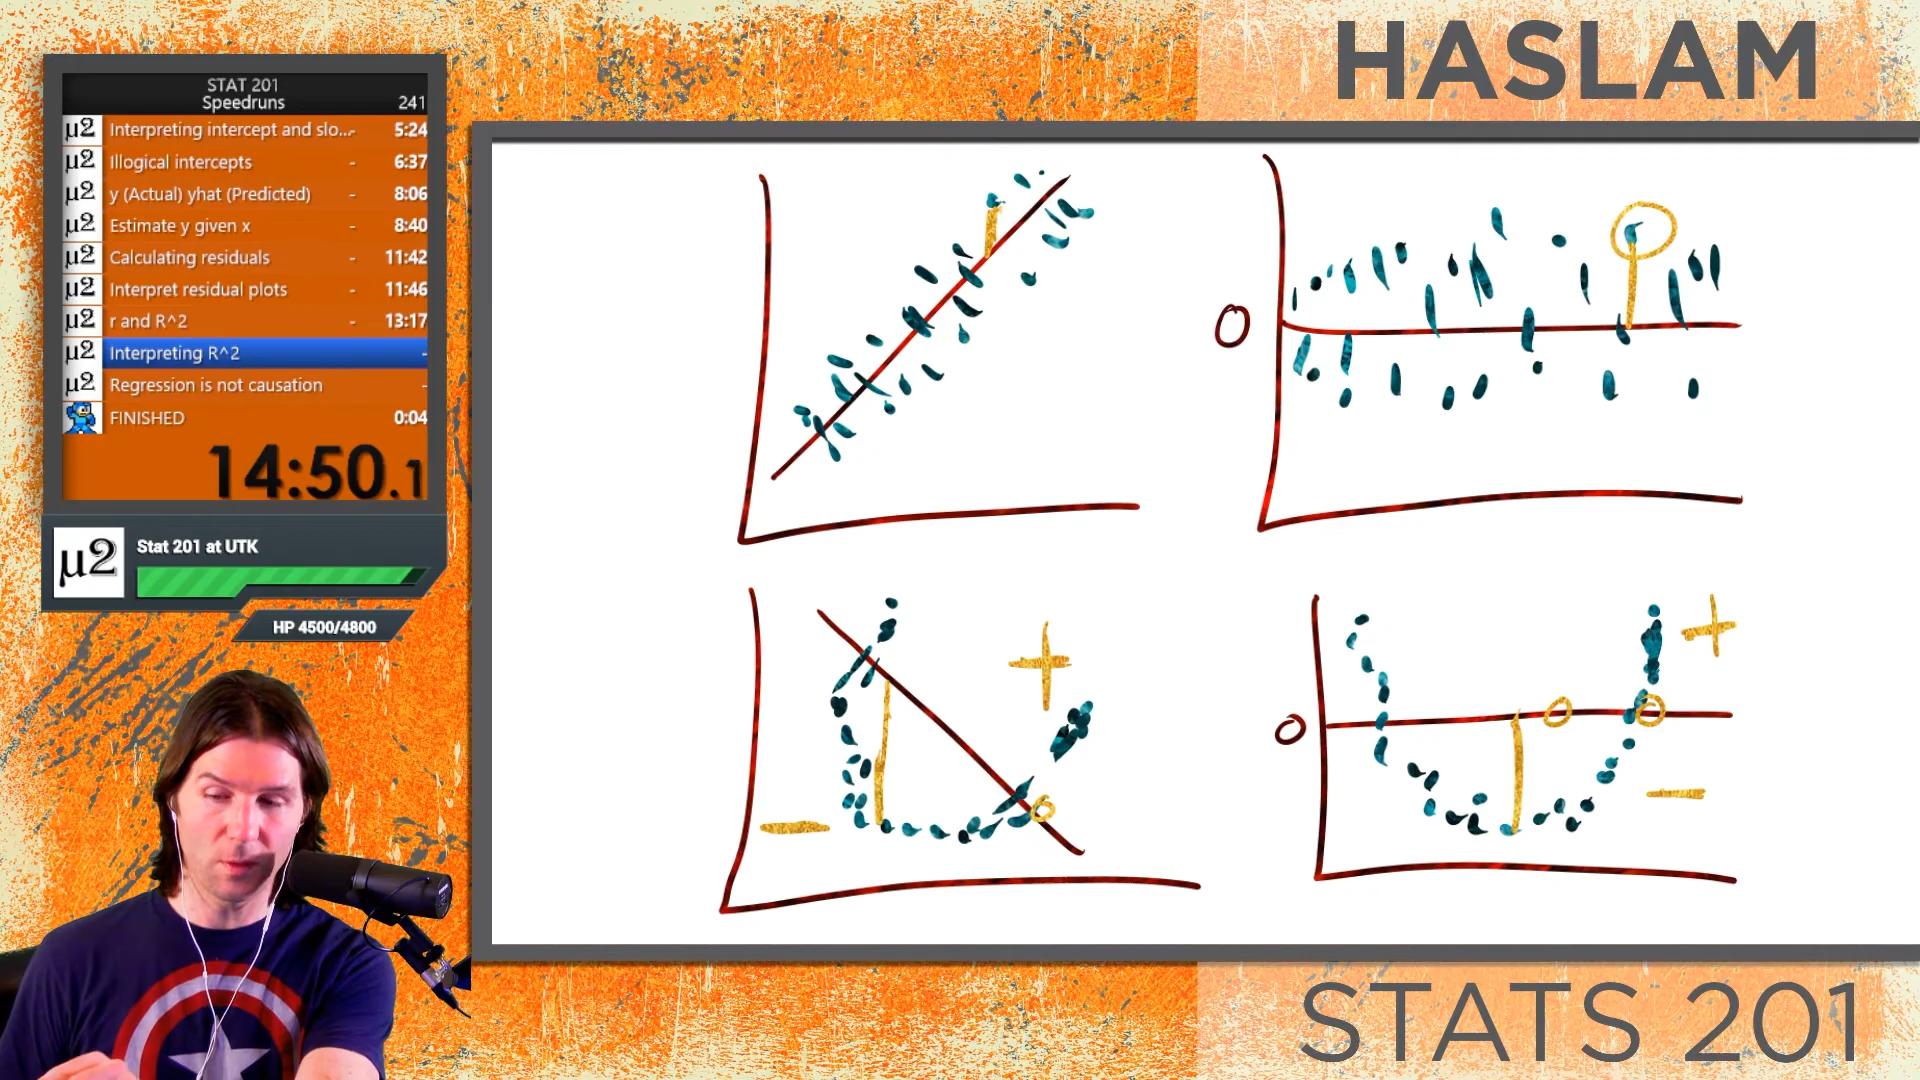 HASLAM
STAT 201
Speedruns 241
µ2 Interpreting intercept and slo... - 5:24
µ2 Illogical intercepts - 6:37
µ2 y (Actual) yhat (Predicted) - 8:06
µ2 Estimate y given x - 8:40
µ2 Calculating residuals - 11:42
µ2 Interpret residual plots - 11:46
µ2 r and R^2 - 13:17
µ2 Interpreting R^2 -
µ2 Regression is not causation -
FINISHED 0:04
14:50.1
µ2 Stat 201 at UTK
HP 4500/4800
0
+
+
0
−
−
STATS 201